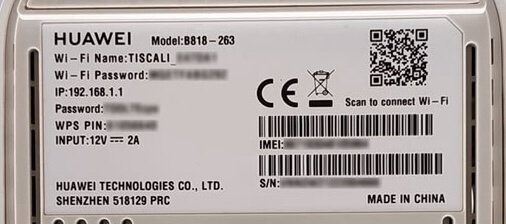 HUAWEI Model:B818-263
Wi-Fi Name:TISCALI_
Wi-Fi Password:
IP:192.168.1.1
Password:
WPS PIN:
INPUT:12V⎓2A
HUAWEI TECHNOLOGIES CO., LTD.
SHENZHEN 518129 PRC
CE
Scan to connect Wi-Fi
IMEI:
S/N:
MADE IN CHINA